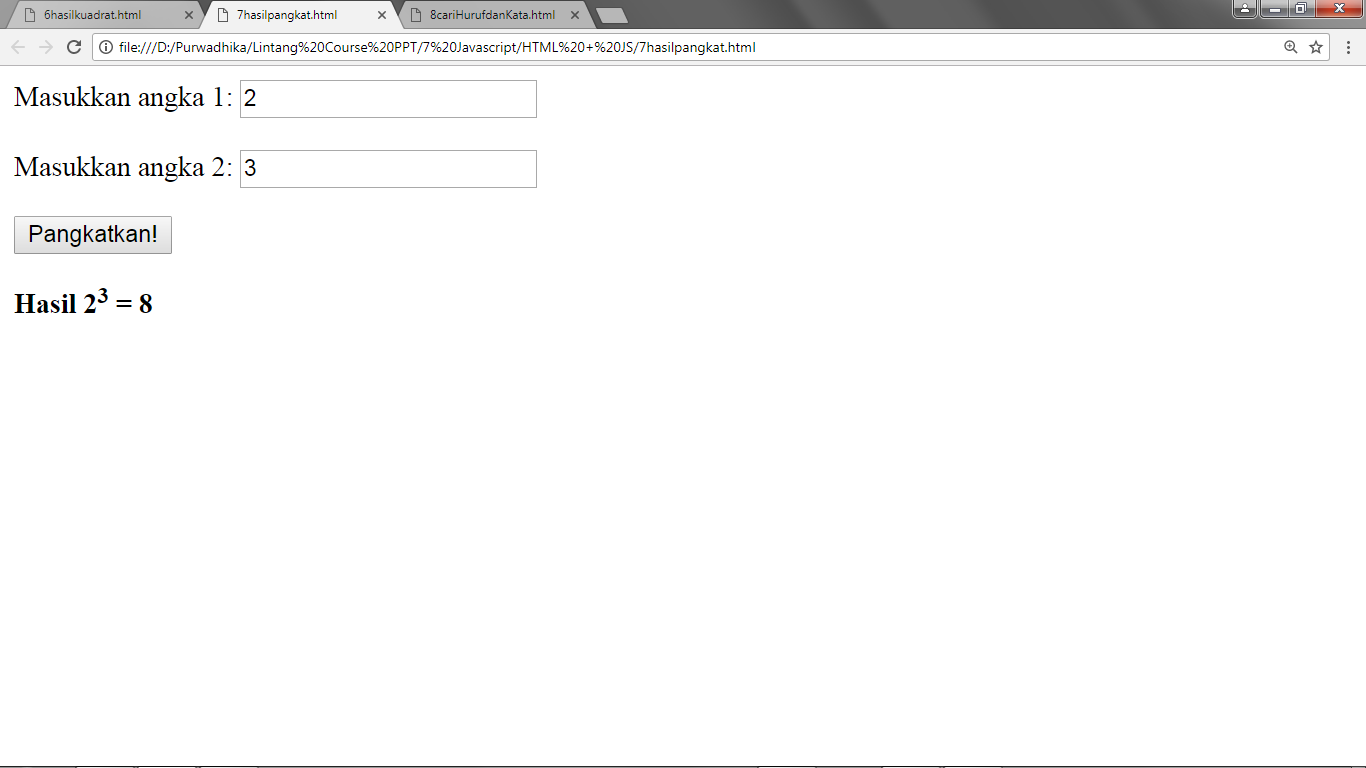 6hasilkuadrat.html
7hasilpangkat.html
8cariHurufdanKata.html
file:///D:/Purwadhika/Lintang%20Course%20PPT/7%20Javascript/HTML%20+%20JS/7hasilpangkat.html
Masukkan angka 1: 2
Masukkan angka 2: 3
Pangkatkan!
Hasil 2³ = 8